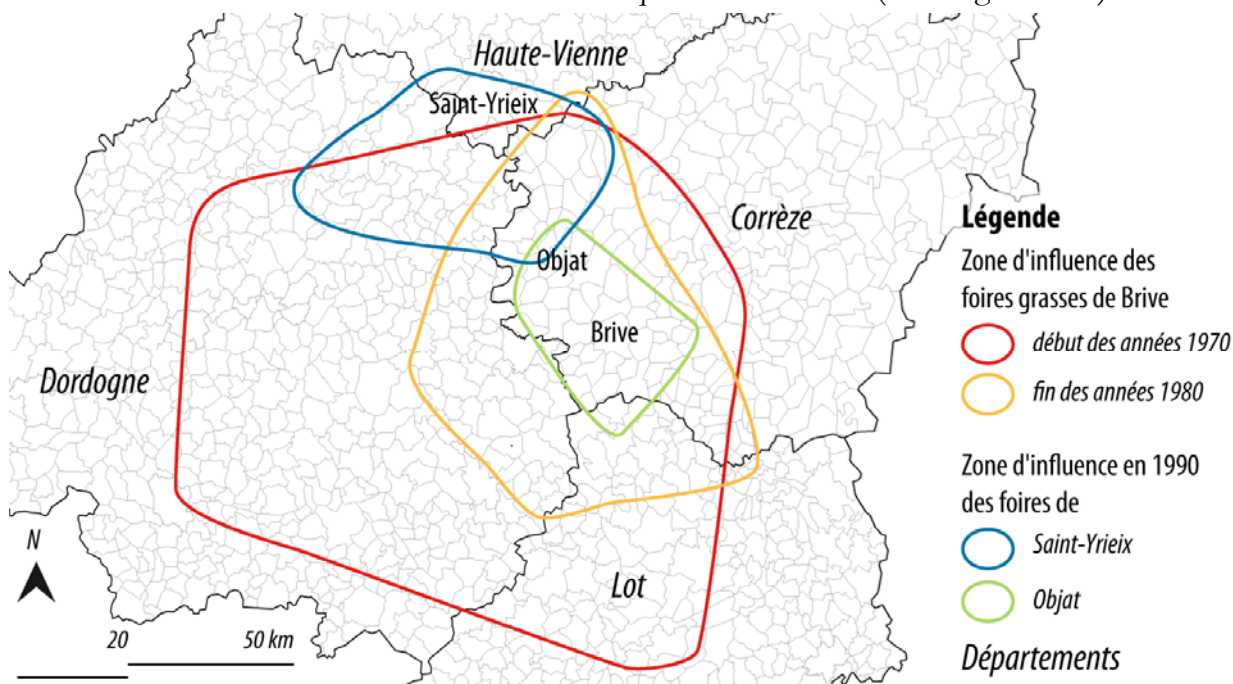 Haute-Vienne
Saint-Yrieix
Corrèze
Objat
Brive
Dordogne
Lot
N
20
50 km
Légende
Zone d'influence des
foires grasses de Brive
début des années 1970
fin des années 1980
Zone d'influence en 1990
des foires de
Saint-Yrieix
Objat
Départements